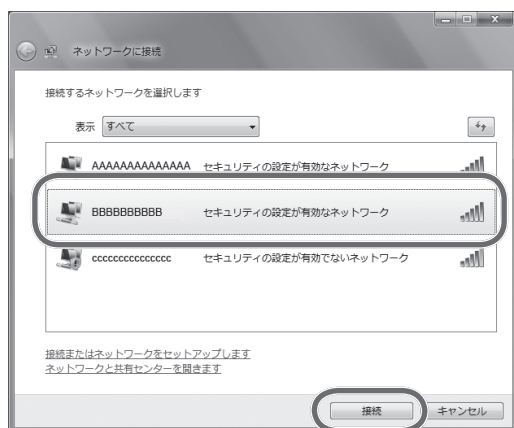 ネットワークに接続
接続するネットワークを選択します
表示 すべて
AAAAAAAAAAAAAA セキュリティの設定が有効なネットワーク
BBBBBBBBBB セキュリティの設定が有効なネットワーク
cccccccccccccc セキュリティの設定が有効でないネットワーク
接続またはネットワークをセットアップします
ネットワークと共有センターを開きます
接続 キャンセル